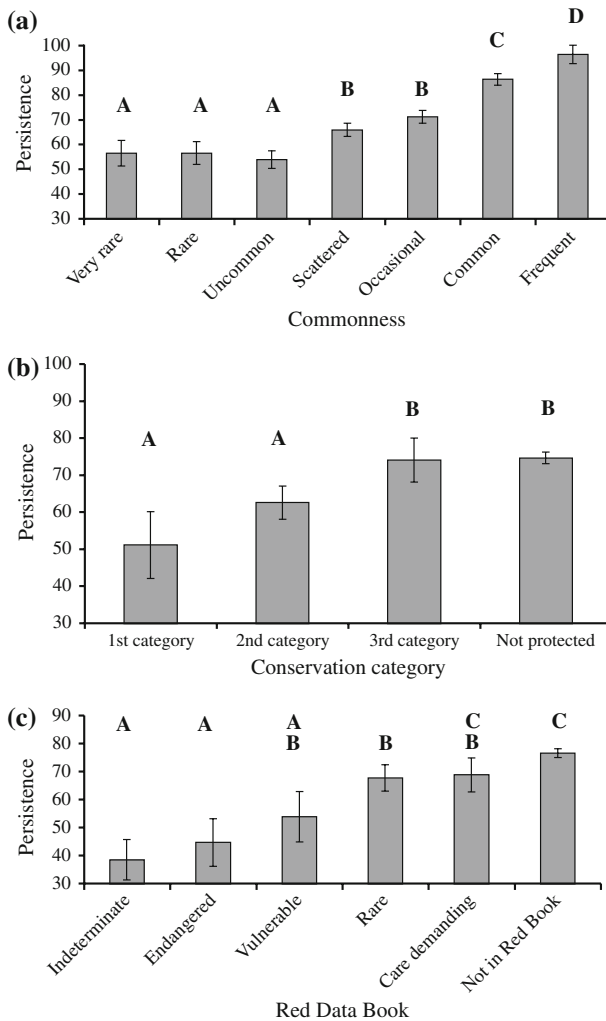 (a)
A A A B B C D
100
90
80
70
60
50
40
30
Persistence
Very rare Rare Uncommon Scattered Occasional Common Frequent
Commonness
(b)
A A B B
100
90
80
70
60
50
40
30
Persistence
1st category 2nd category 3rd category Not protected
Conservation category
(c)
A A A B B C B C
90
80
70
60
50
40
30
Persistence
Indeterminate Endangered Vulnerable Rare Care demanding Not in Red Book
Red Data Book